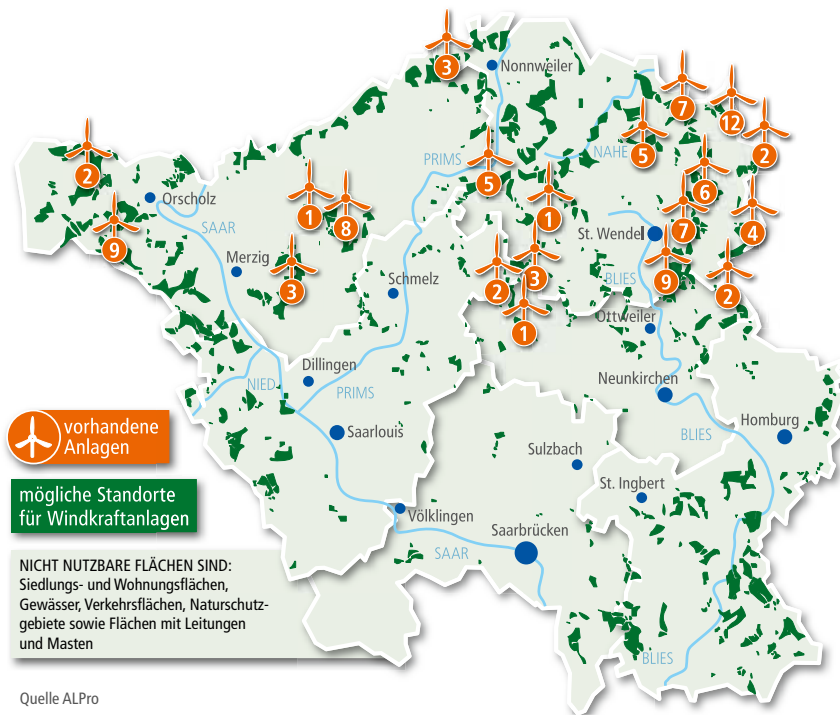 3
Nonnweiler
7
12
2
5
NAHE
PRIMS
5
2
6
Orscholz
1
8
1
7
4
9
SAAR
St. Wendel
Merzig
3
2
3
9
2
BLIES
Schmelz
1
Ottweiler
Dillingen
NIED
PRIMS
Neunkirchen
vorhandene
Anlagen
Saarlouis
BLIES
Homburg
Sulzbach
mögliche Standorte
für Windkraftanlagen
St. Ingbert
Völklingen
Saarbrücken
SAAR
NICHT NUTZBARE FLÄCHEN SIND:
Siedlungs- und Wohnungsflächen,
Gewässer, Verkehrsflächen, Naturschutz-
gebiete sowie Flächen mit Leitungen
und Masten
BLIES
Quelle ALPro